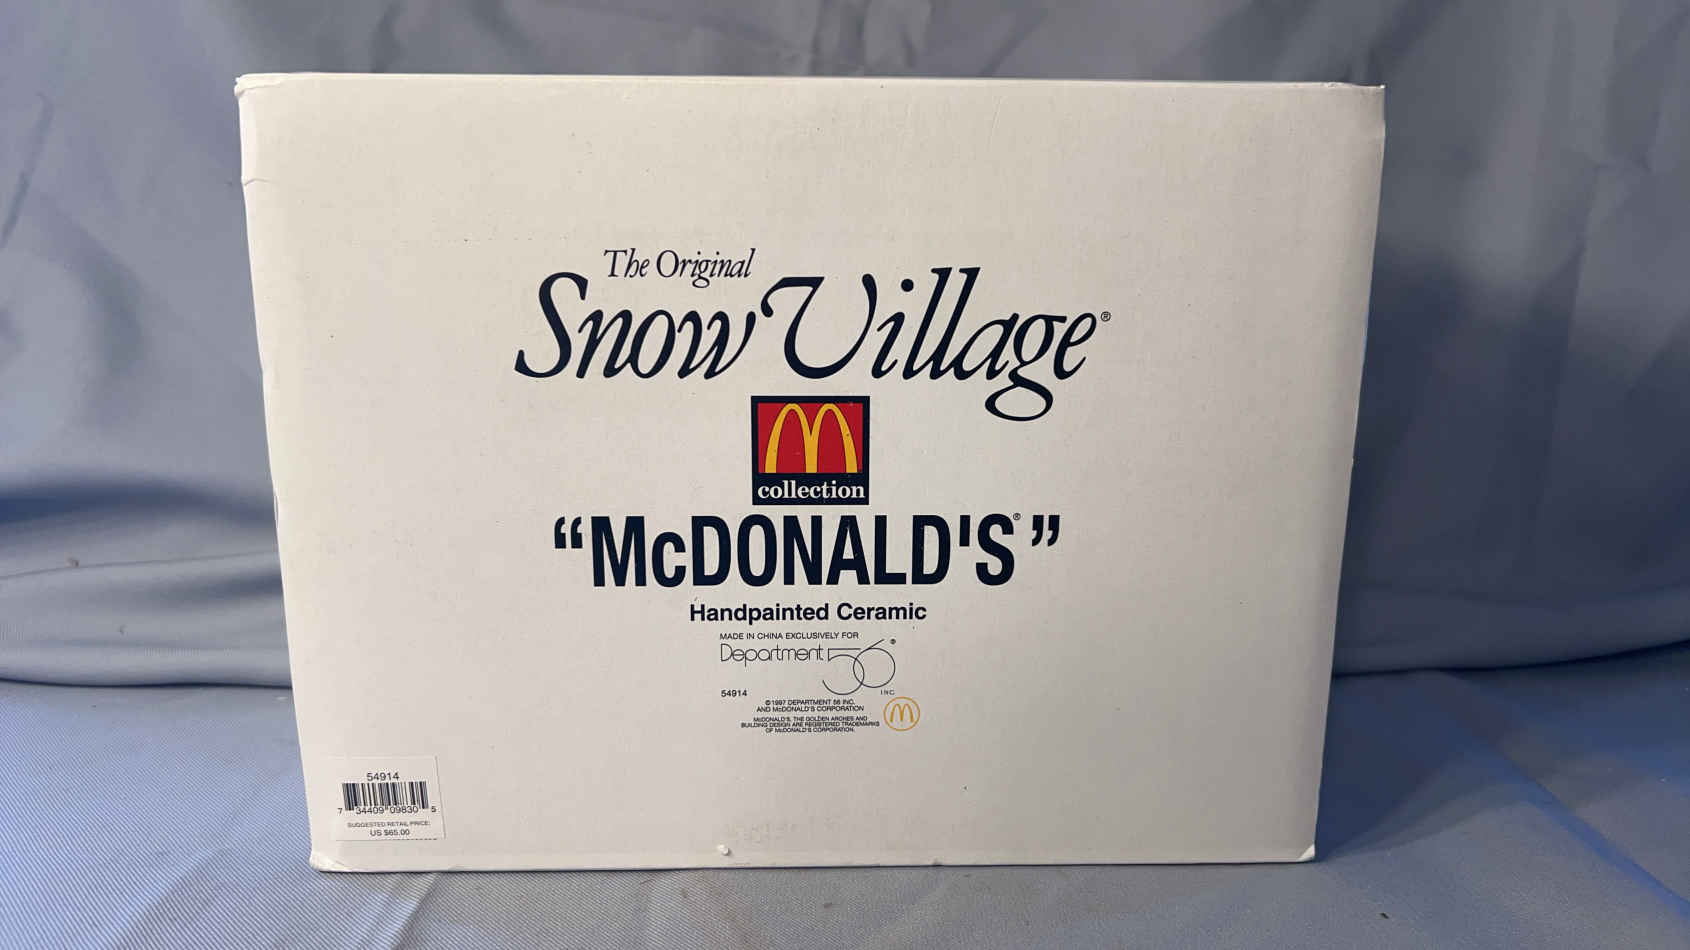 The Original
Snow Village®
collection
“McDONALD'S®”
Handpainted Ceramic
MADE IN CHINA EXCLUSIVELY FOR
Department 56®
INC.
54914
©1997 DEPARTMENT 56 INC.
AND McDONALD'S CORPORATION
McDONALD'S, THE GOLDEN ARCHES AND
BUILDING DESIGN ARE REGISTERED TRADEMARKS
OF McDONALD'S CORPORATION.
54914
7 34409 09830 5
SUGGESTED RETAIL PRICE:
US $65.00